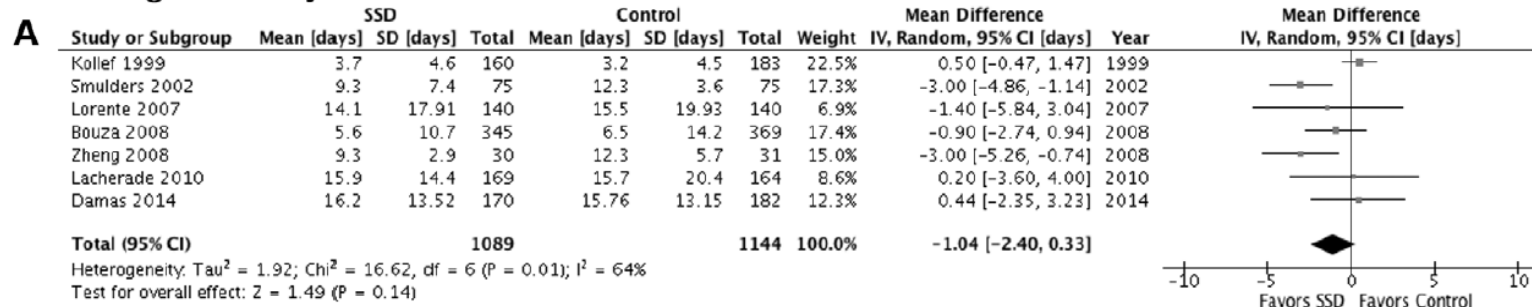 A
SSD Control Mean Difference Mean Difference
Study or Subgroup Mean [days] SD [days] Total Mean [days] SD [days] Total Weight IV, Random, 95% CI [days] Year IV, Random, 95% CI [days]
Kollef 1999 3.7 4.6 160 3.2 4.5 183 22.5% 0.50 [-0.47, 1.47] 1999
Smulders 2002 9.3 7.4 75 12.3 3.6 75 17.3% -3.00 [-4.86, -1.14] 2002
Lorente 2007 14.1 17.91 140 15.5 19.93 140 6.9% -1.40 [-5.84, 3.04] 2007
Bouza 2008 5.6 10.7 345 6.5 14.2 369 17.4% -0.90 [-2.74, 0.94] 2008
Zheng 2008 9.3 2.9 30 12.3 5.7 31 15.0% -3.00 [-5.26, -0.74] 2008
Lacherade 2010 15.9 14.4 169 15.7 20.4 164 8.6% 0.20 [-3.60, 4.00] 2010
Damas 2014 16.2 13.52 170 15.76 13.15 182 12.3% 0.44 [-2.35, 3.23] 2014
Total (95% CI) 1089 1144 100.0% -1.04 [-2.40, 0.33]
Heterogeneity: Tau² = 1.92; Chi² = 16.62, df = 6 (P = 0.01); I² = 64%
Test for overall effect: Z = 1.49 (P = 0.14)
-10 -5 0 5 10
Favors SSD Favors Control